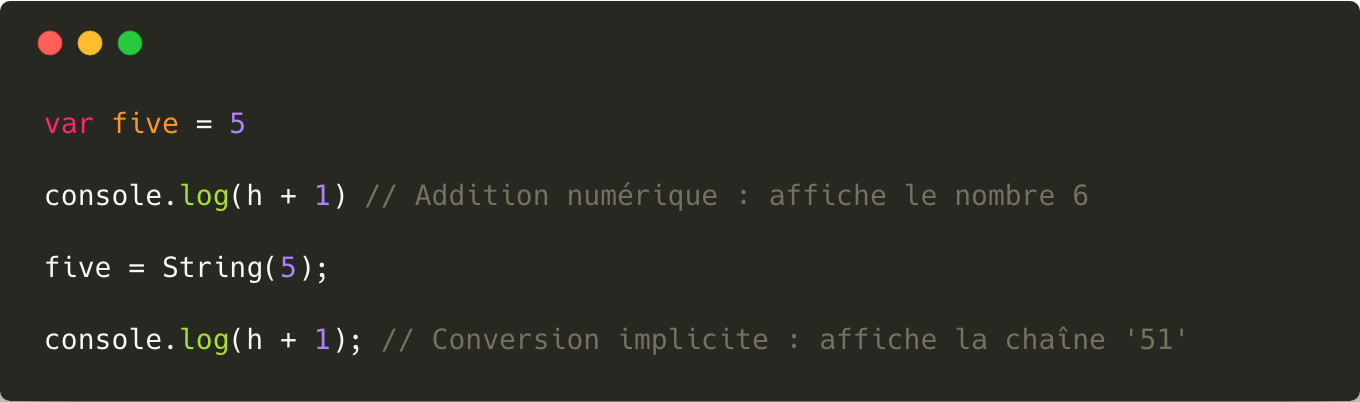 var five = 5
console.log(h + 1) // Addition numérique : affiche le nombre 6
five = String(5);
console.log(h + 1); // Conversion implicite : affiche la chaîne '51'